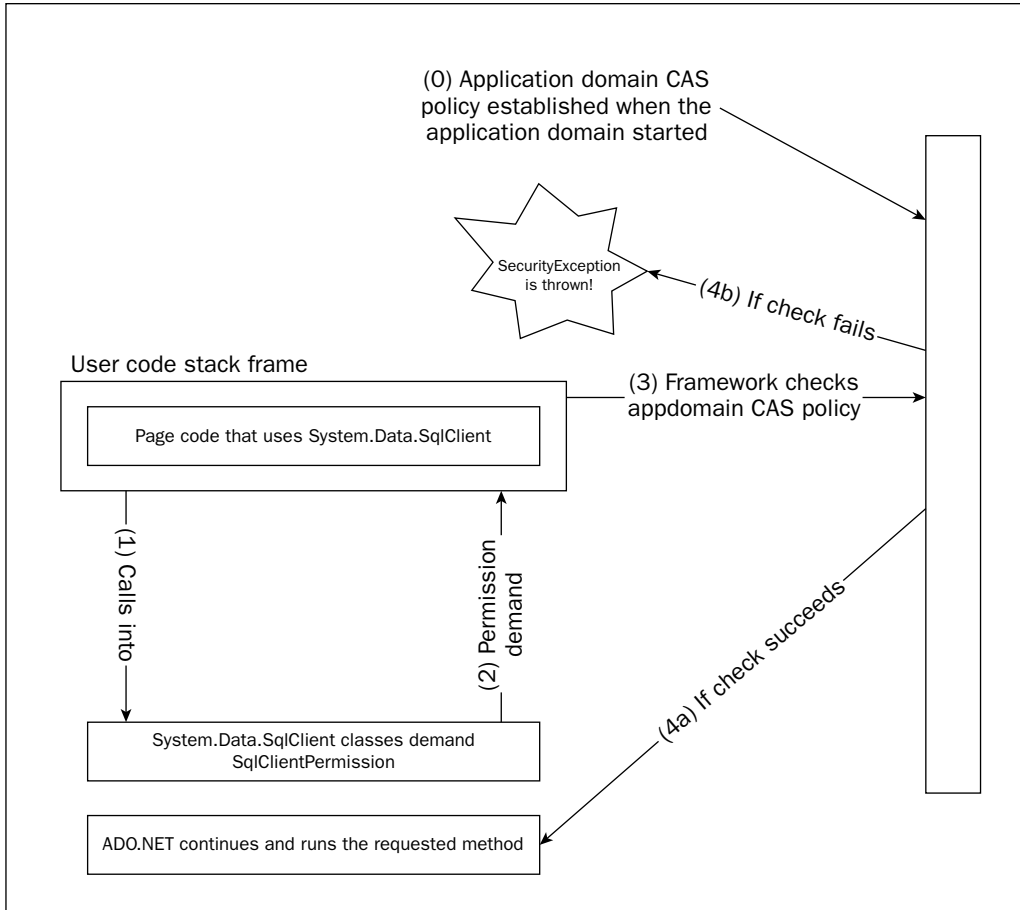 (0) Application domain CAS
policy established when the
application domain started
SecurityException
is thrown!
(4b) If check fails
User code stack frame
(3) Framework checks
appdomain CAS policy
Page code that uses System.Data.SqlClient
(1) Calls into
(2) Permission
demand
(4a) If check succeeds
System.Data.SqlClient classes demand
SqlClientPermission
ADO.NET continues and runs the requested method